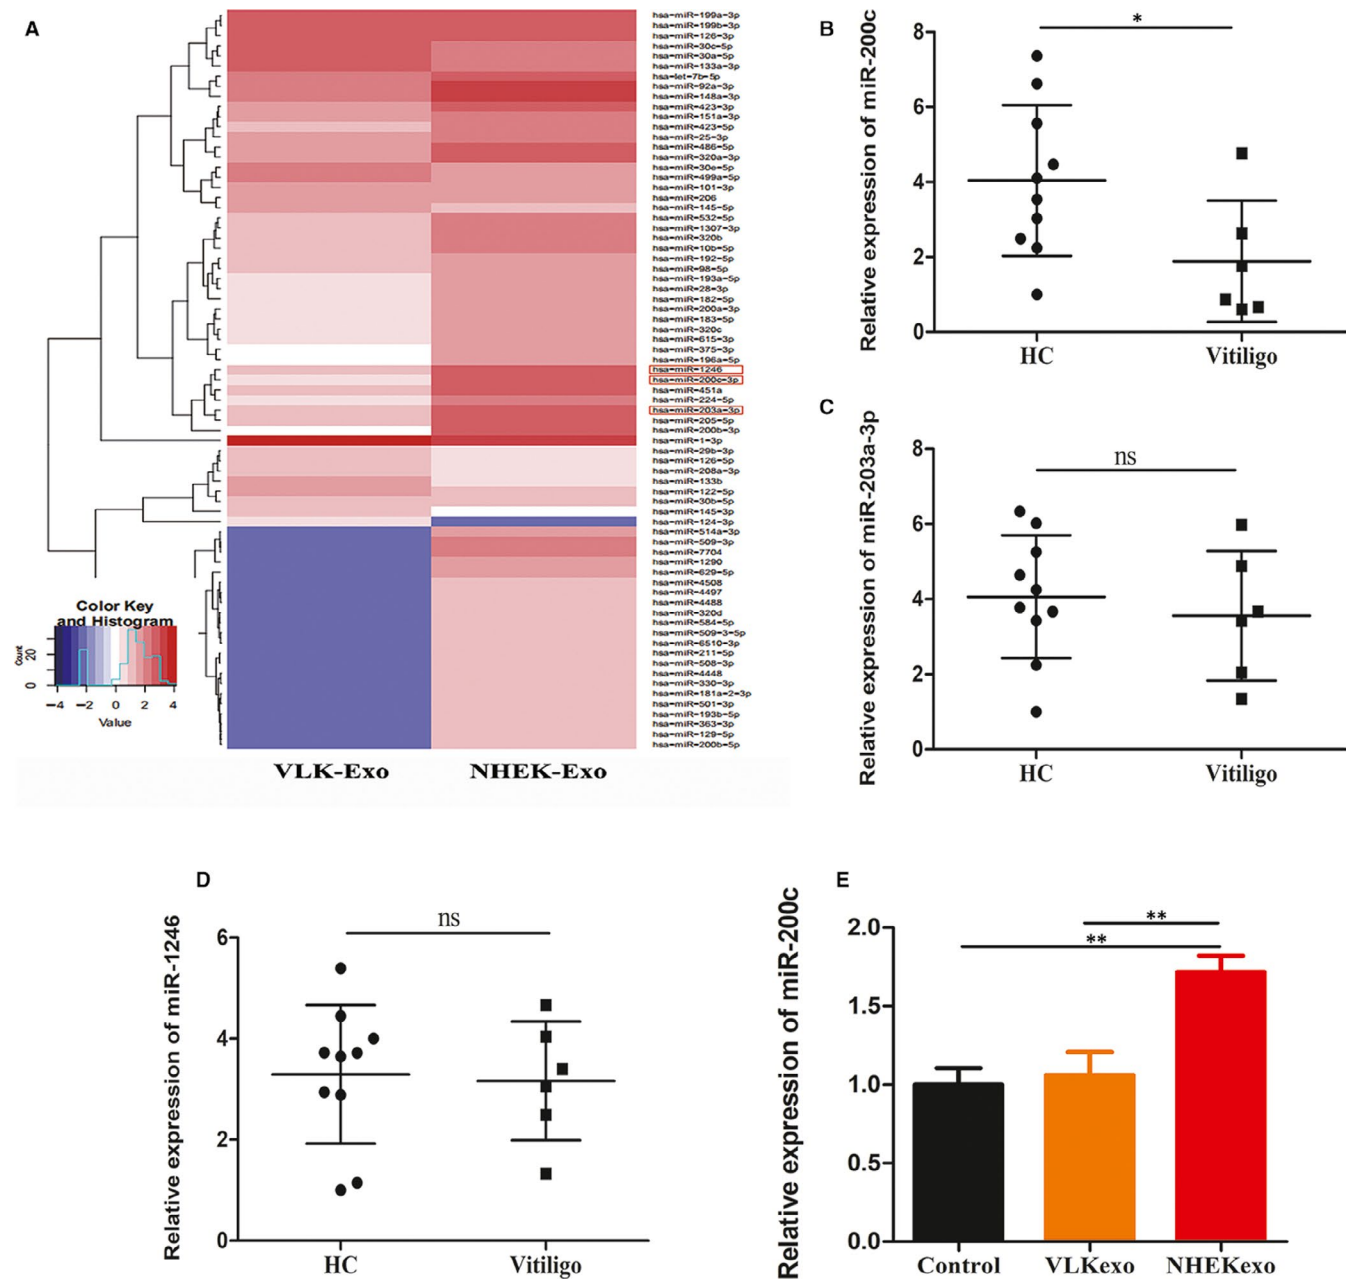 A
hsa-miR-199a-3p
hsa-miR-199b-3p
hsa-miR-126-3p
hsa-miR-30c-5p
hsa-miR-30a-5p
hsa-miR-133a-3p
hsa-let-7b-5p
hsa-miR-92a-3p
hsa-miR-148a-3p
hsa-miR-423-3p
hsa-miR-151a-3p
hsa-miR-423-5p
hsa-miR-25-3p
hsa-miR-486-5p
hsa-miR-320a-3p
hsa-miR-30e-5p
hsa-miR-499a-5p
hsa-miR-101-3p
hsa-miR-206
hsa-miR-145-5p
hsa-miR-532-5p
hsa-miR-1307-3p
hsa-miR-320b
hsa-miR-10b-5p
hsa-miR-192-5p
hsa-miR-98-5p
hsa-miR-193a-5p
hsa-miR-28-3p
hsa-miR-182-5p
hsa-miR-200a-3p
hsa-miR-183-5p
hsa-miR-320c
hsa-miR-615-3p
hsa-miR-375-3p
hsa-miR-196a-5p
hsa-miR-1246
hsa-miR-200c-3p
hsa-miR-451a
hsa-miR-224-5p
hsa-miR-203a-3p
hsa-miR-205-5p
hsa-miR-200b-3p
hsa-miR-1-3p
hsa-miR-29b-3p
hsa-miR-126-5p
hsa-miR-208a-3p
hsa-miR-133b
hsa-miR-122-5p
hsa-miR-30b-5p
hsa-miR-145-3p
hsa-miR-124-3p
hsa-miR-514a-3p
hsa-miR-509-3p
hsa-miR-7704
hsa-miR-1290
hsa-miR-629-5p
hsa-miR-4508
hsa-miR-4497
hsa-miR-4488
hsa-miR-320d
hsa-miR-584-5p
hsa-miR-509-3-5p
hsa-miR-6510-3p
hsa-miR-211-5p
hsa-miR-508-3p
hsa-miR-4448
hsa-miR-330-3p
hsa-miR-181a-2-3p
hsa-miR-501-3p
hsa-miR-193b-5p
hsa-miR-363-3p
hsa-miR-129-5p
hsa-miR-200b-5p
Color Key
and Histogram
Count
0 20
-4 -2 0 2 4
Value
VLK-Exo NHEK-Exo
B
Relative expression of miR-200c
*
8
6
4
2
0
HC Vitiligo
C
Relative expression of miR-203a-3p
ns
8
6
4
2
0
HC Vitiligo
D
Relative expression of miR-1246
ns
6
4
2
0
HC Vitiligo
E
Relative expression of miR-200c
**
**
2.0
1.5
1.0
0.5
0.0
Control VLKexo NHEKexo